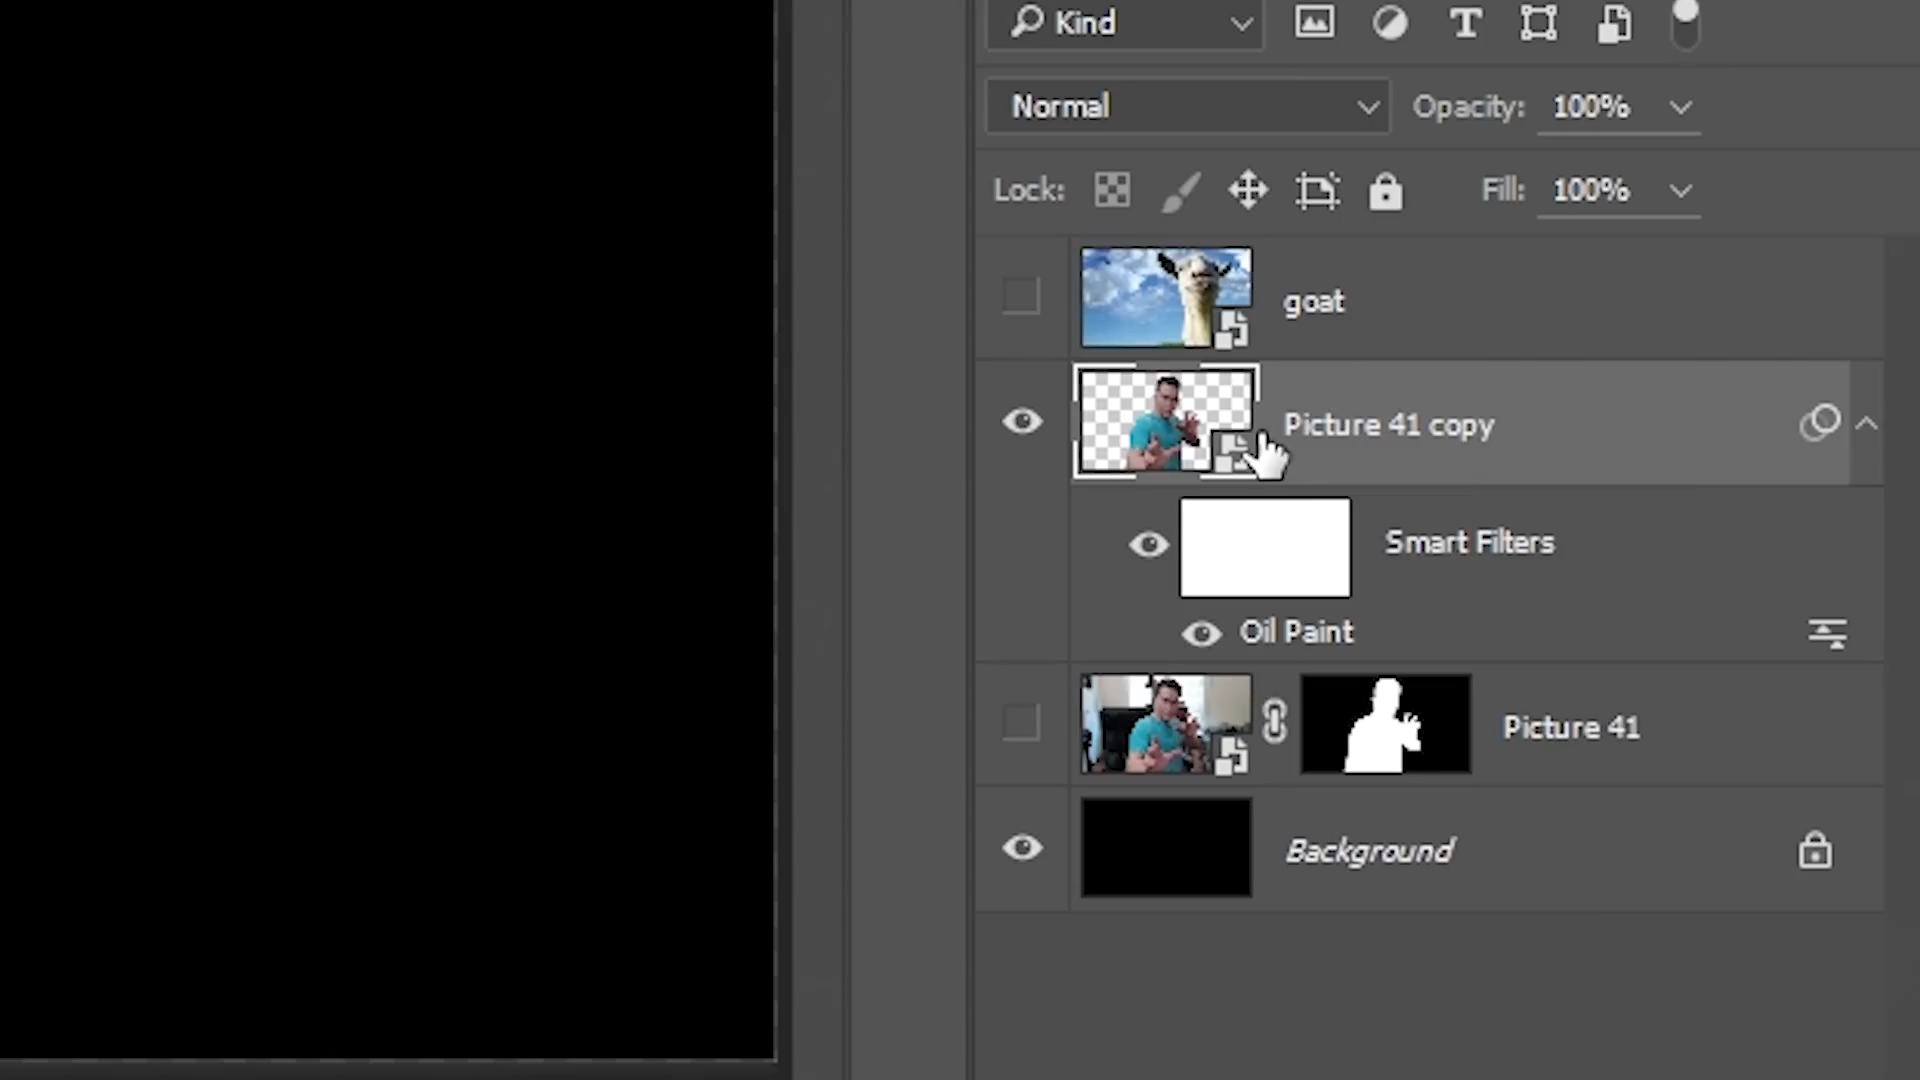 Kind
Normal Opacity: 100%
Lock: Fill: 100%
goat
Picture 41 copy
Smart Filters
Oil Paint
Picture 41
Background